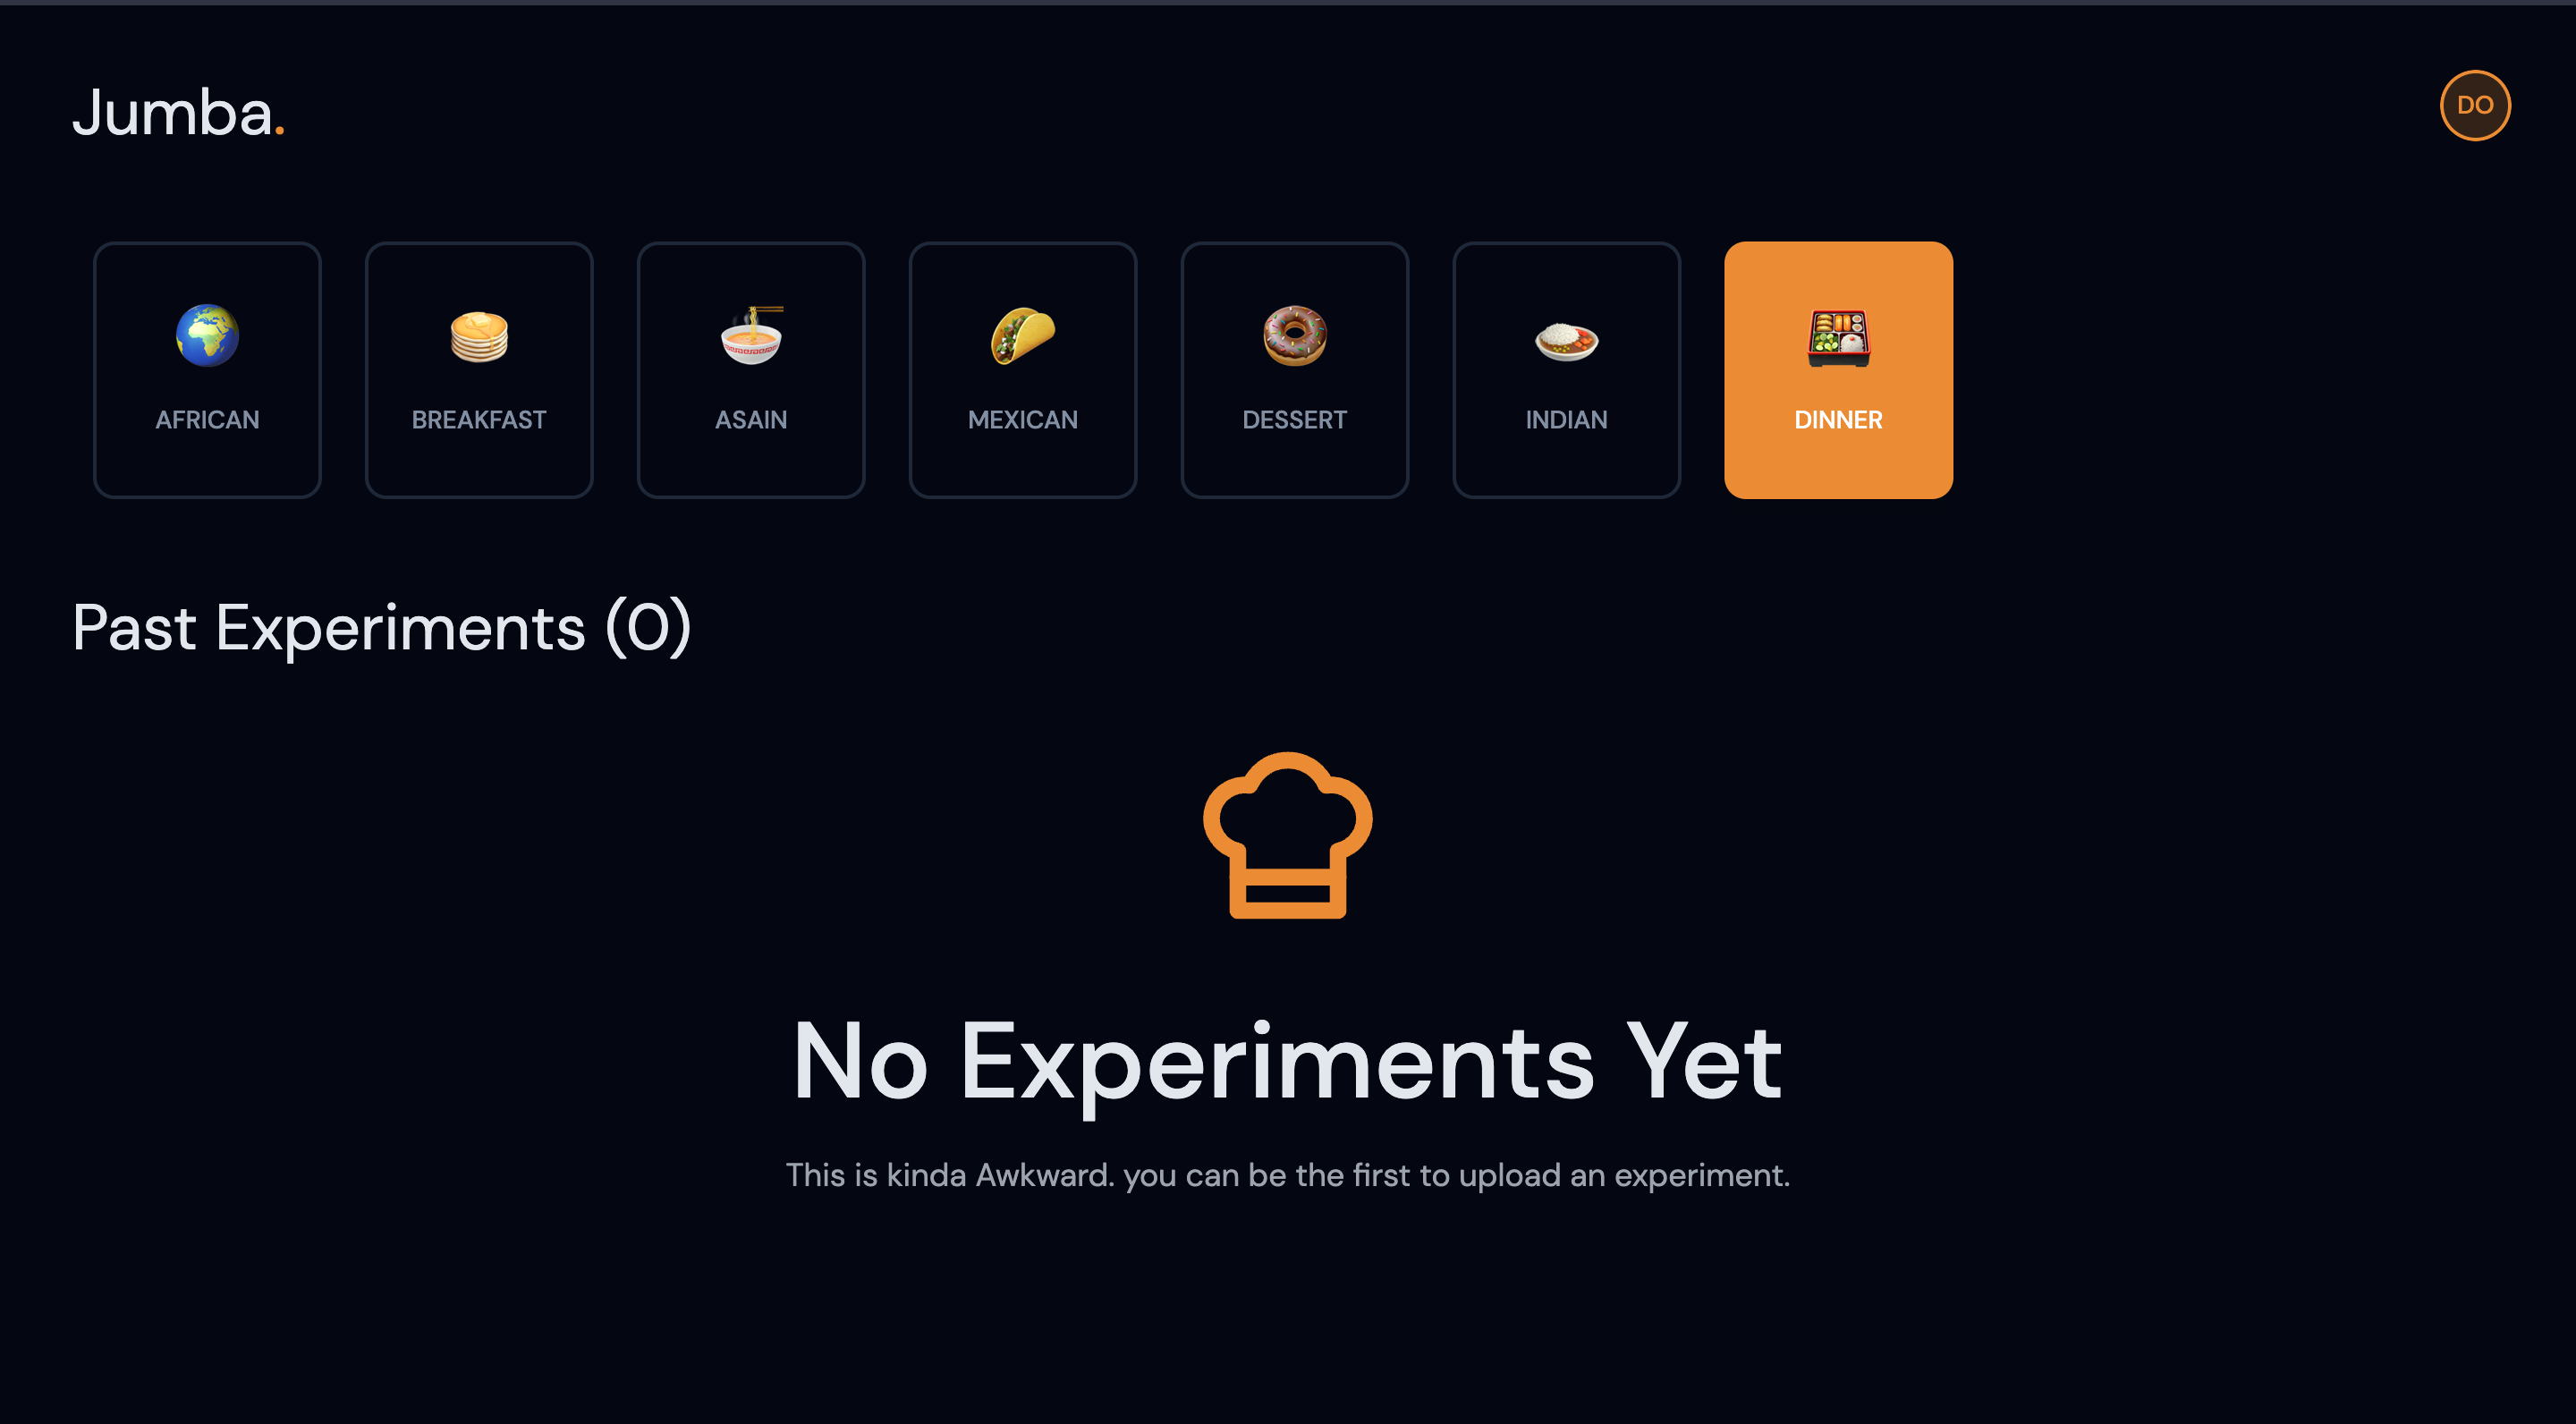 Jumba.
DO
AFRICAN
BREAKFAST
ASAIN
MEXICAN
DESSERT
INDIAN
DINNER
Past Experiments (0)
No Experiments Yet
This is kinda Awkward. you can be the first to upload an experiment.